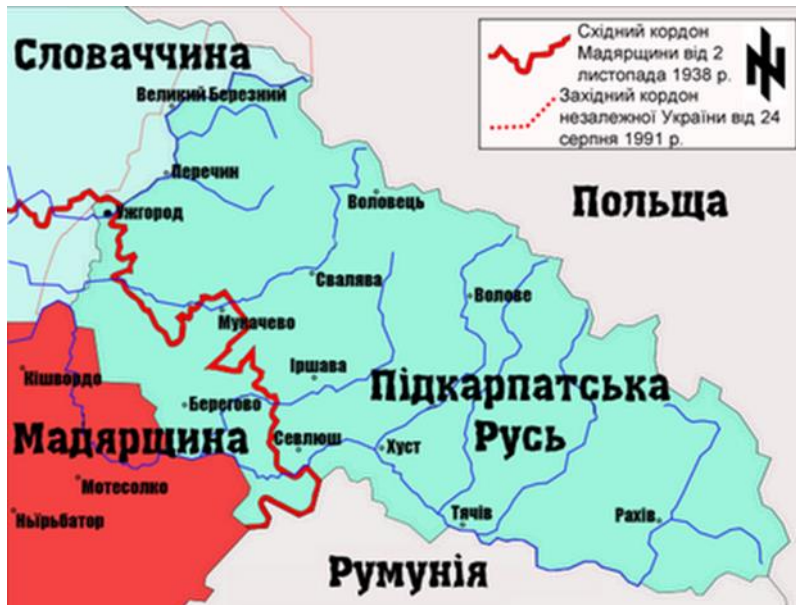 Словаччина
Східний кордон
Мадярщини від 2
листопада 1938 р.
Західний кордон
незалежної України від 24
серпня 1991 р.
Великий Березний
Перечин
Ужгород
Воловець
Польща
Свалява
Волове
Мукачево
Іршава
Кішвордо
Підкарпатська
Русь
Берегово
Мадярщина
Севлюш
Хуст
Мотесолко
Ньїрьбатор
Тячів
Рахів
Румунія